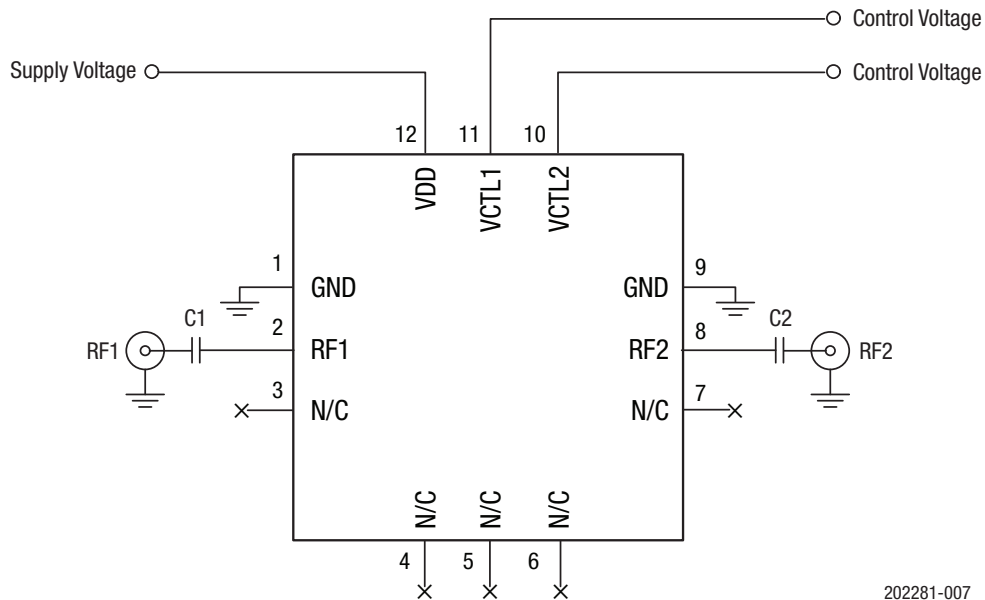 Control Voltage
Supply Voltage
Control Voltage
12
11
10
VDD
VCTL1
VCTL2
1
GND
GND
9
C1
2
RF1
RF1
RF2
8
C2
RF2
3
N/C
N/C
7
N/C
N/C
N/C
4
5
6
202281-007